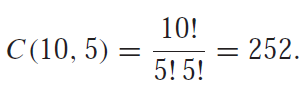 C(10, 5) = 10! / 5! 5! = 252.